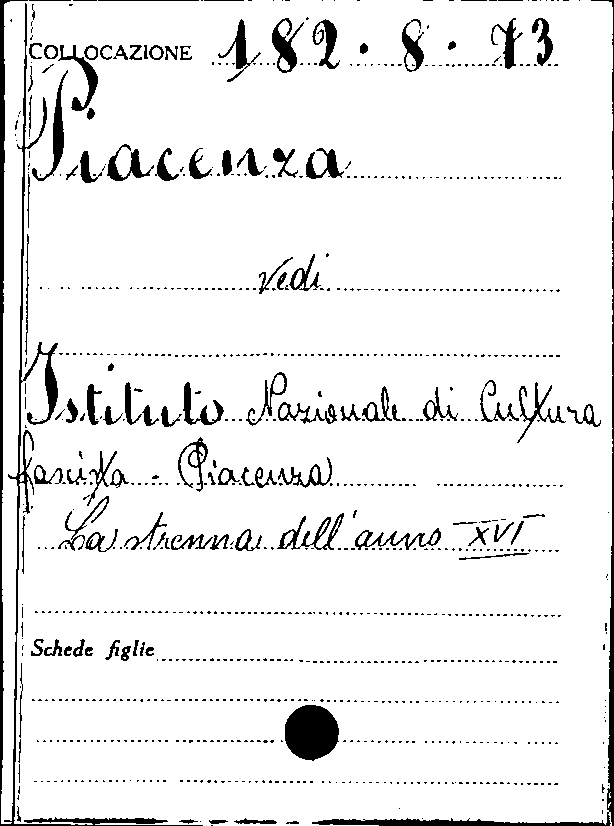 COLLOCAZIONE 182.8.73
Piacenza
vedi
Istituto Nazionale di Cultura
fascista - Piacenza
La strenna dell'anno XVI
Schede figlie